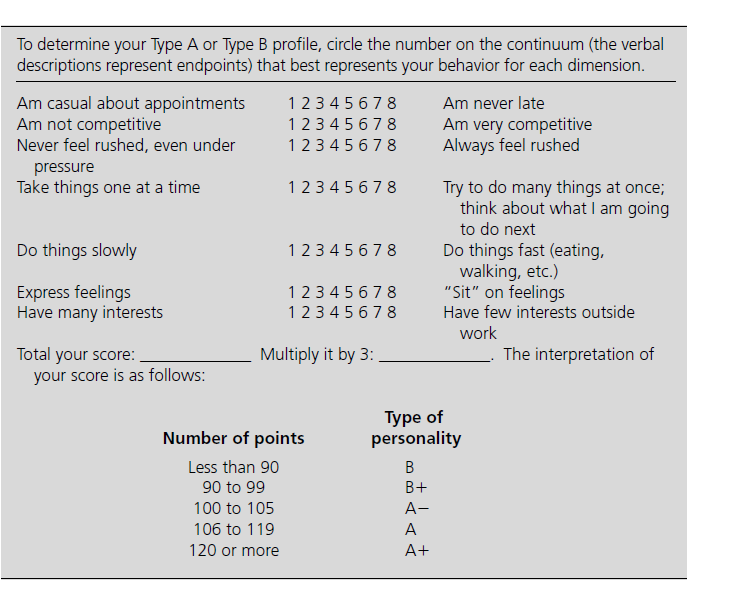 To determine your Type A or Type B profile, circle the number on the continuum (the verbal
descriptions represent endpoints) that best represents your behavior for each dimension.
Am casual about appointments 1 2 3 4 5 6 7 8 Am never late
Am not competitive 1 2 3 4 5 6 7 8 Am very competitive
Never feel rushed, even under 1 2 3 4 5 6 7 8 Always feel rushed
pressure
Take things one at a time 1 2 3 4 5 6 7 8 Try to do many things at once;
think about what I am going
to do next
Do things slowly 1 2 3 4 5 6 7 8 Do things fast (eating,
walking, etc.)
Express feelings 1 2 3 4 5 6 7 8 “Sit” on feelings
Have many interests 1 2 3 4 5 6 7 8 Have few interests outside
work
Total your score: ____________ Multiply it by 3: ____________. The interpretation of
your score is as follows:
Type of
Number of points personality
Less than 90 B
90 to 99 B+
100 to 105 A−
106 to 119 A
120 or more A+